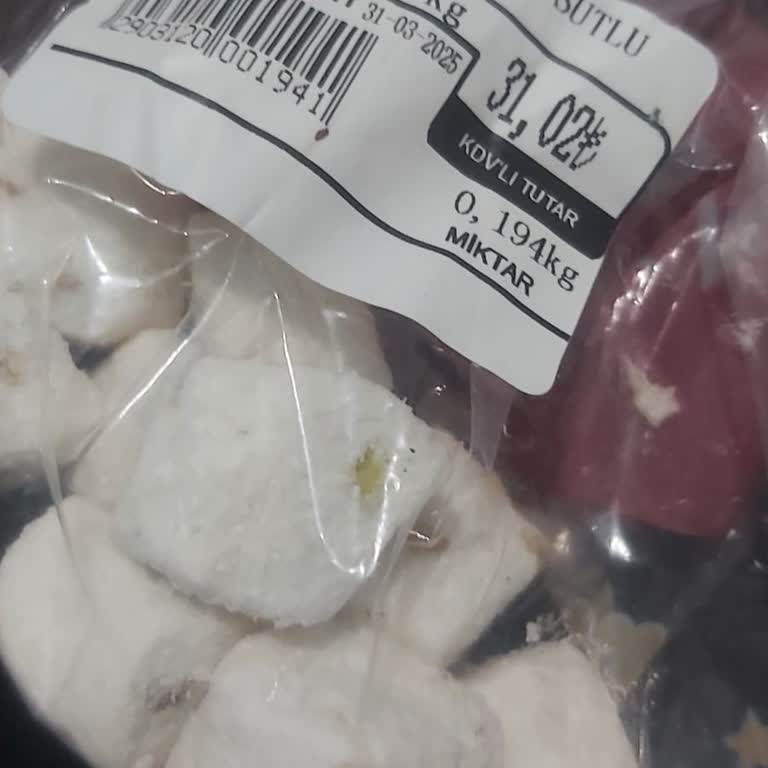 SUTLU
kg
31-03-2025
2903120001941
31,02₺
KDV'Lİ TUTAR
0, 194kg
MİKTAR